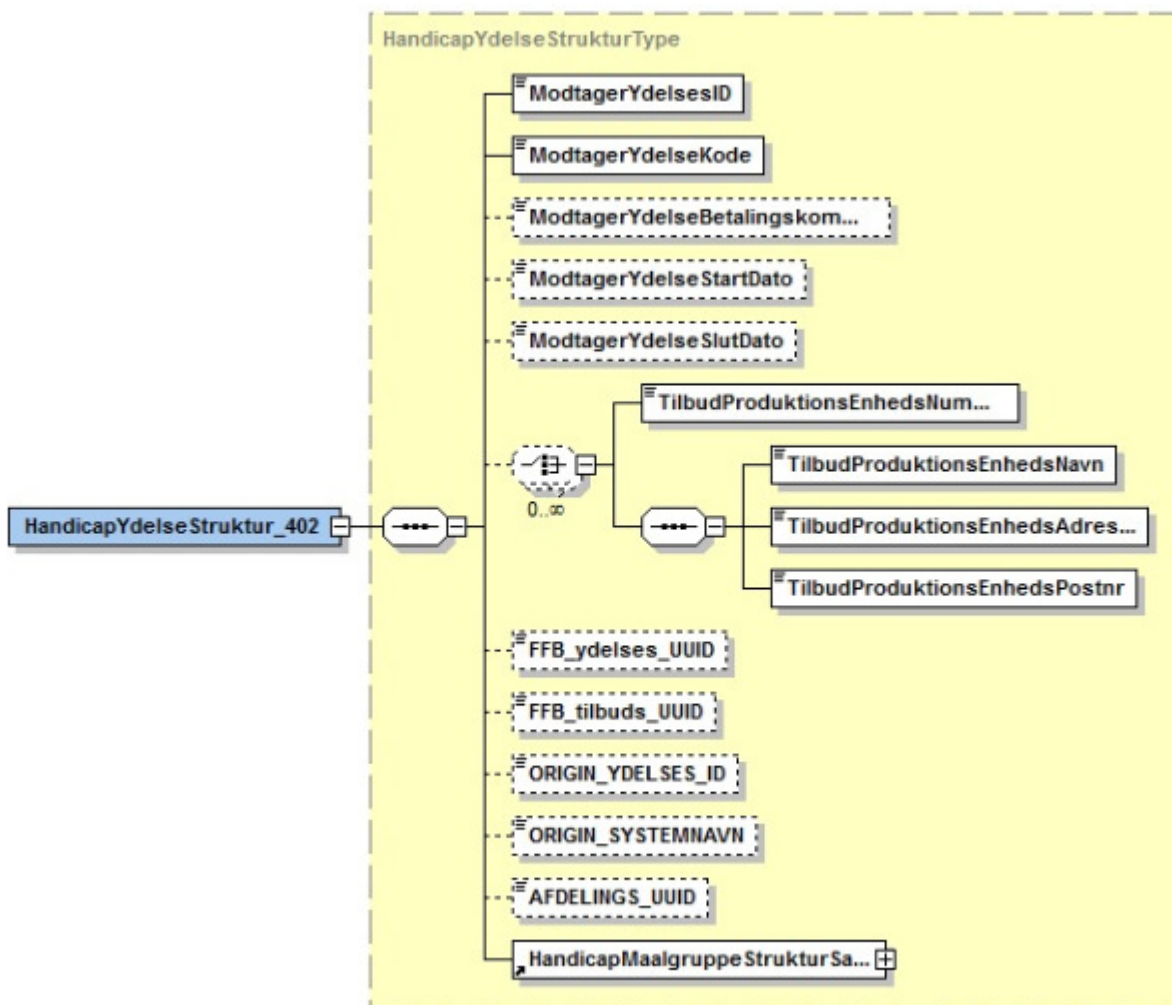 HandicapYdelseStrukturType
ModtagerYdelsesID
ModtagerYdelseKode
ModtagerYdelseBetalingskom...
ModtagerYdelseStartDato
ModtagerYdelseSlutDato
TilbudProduktionsEnhedsNum...
0..∞
TilbudProduktionsEnhedsNavn
HandicapYdelseStruktur_402
TilbudProduktionsEnhedsAdres...
TilbudProduktionsEnhedsPostnr
FFB_ydelses_UUID
FFB_tilbuds_UUID
ORIGIN_YDELSES_ID
ORIGIN_SYSTEMNAVN
AFDELINGS_UUID
HandicapMaalgruppeStrukturSa...